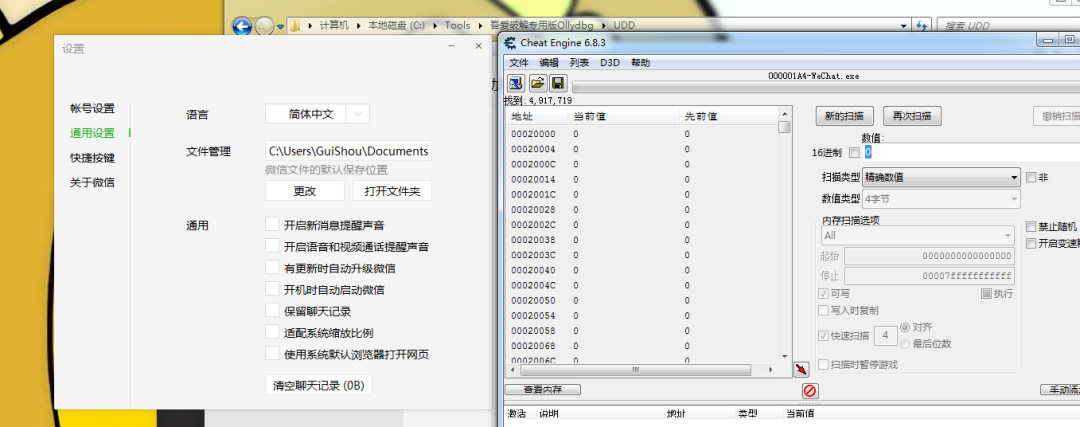 计算机 ▸ 本地磁盘 (C:) ▸ Tools ▸ 吾爱破解专用版Ollydbg ▸ UDD
搜索 UDD
设置
帐号设置
通用设置
快捷按键
关于微信
语言
简体中文
文件管理
C:\Users\GuiShou\Documents
微信文件的默认保存位置
更改
打开文件夹
通用
开启新消息提醒声音
开启语音和视频通话提醒声音
有更新时自动升级微信
开机时自动启动微信
保留聊天记录
适配系统缩放比例
使用系统默认浏览器打开网页
清空聊天记录 (0B)
Cheat Engine 6.8.3
文件 编辑 列表 D3D 帮助
000001A4-WeChat.exe
找到: 4,917,719
地址 当前值 先前值
00020000 0 0
00020004 0 0
0002000C 0 0
00020014 0 0
0002001C 0 0
00020028 0 0
0002002C 0 0
00020038 0 0
0002003C 0 0
00020040 0 0
0002004C 0 0
00020050 0 0
00020054 0 0
00020058 0 0
00020068 0 0
0002006C 0 0
新的扫描
再次扫描
撤销扫描
数值:
16进制
0
扫描类型
精确数值
非
数值类型
4字节
内存扫描选项
All
起始 0000000000000000
停止 00007fffffffffff
可写
执行
写入时复制
快速扫描
4
对齐
最后位数
扫描时暂停游戏
禁止随机
开启变速
查看内存
手动添
激活 说明 地址 类型 当前值